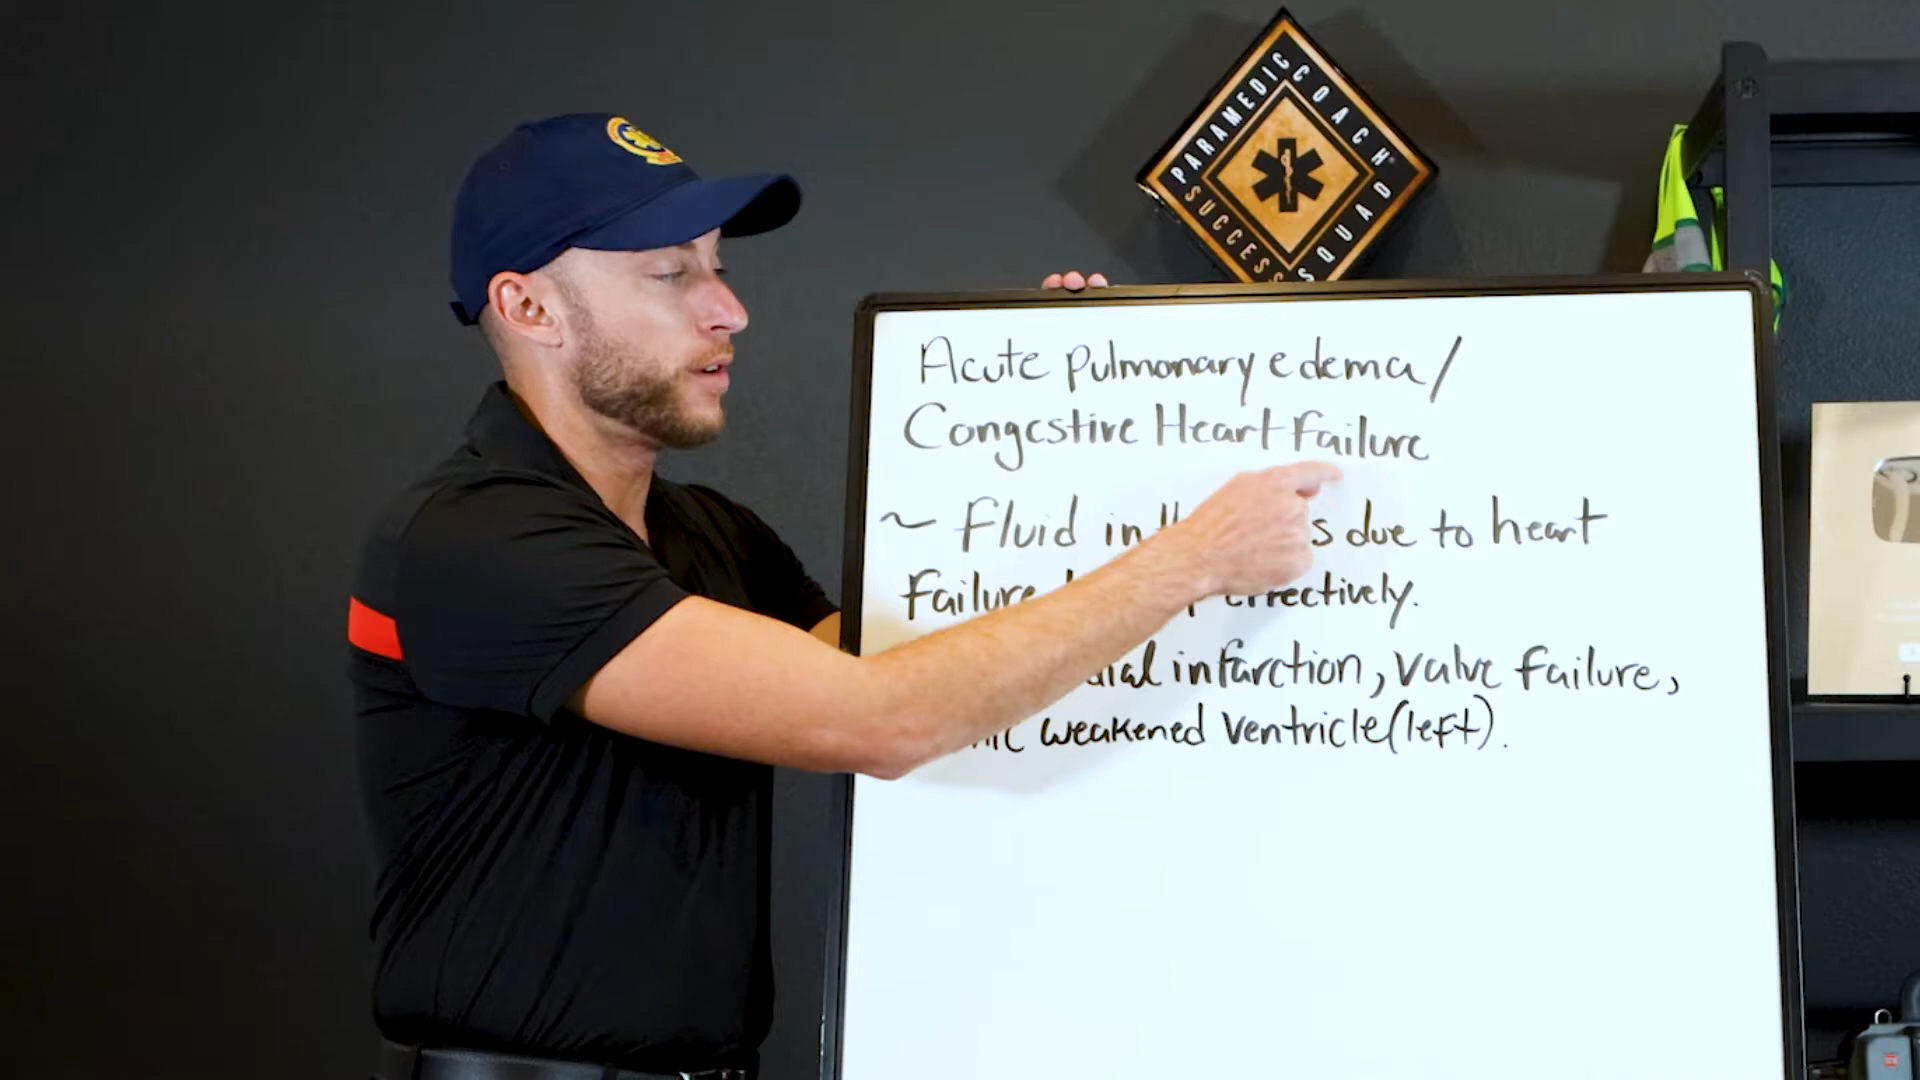 PARAMEDIC COACH
SUCCESS SQUAD
Acute pulmonary edema/
Congestive Heart Failure
~ Fluid in due to heart
Failure effectively.
infarction, valve failure,
weakened ventricle(left).